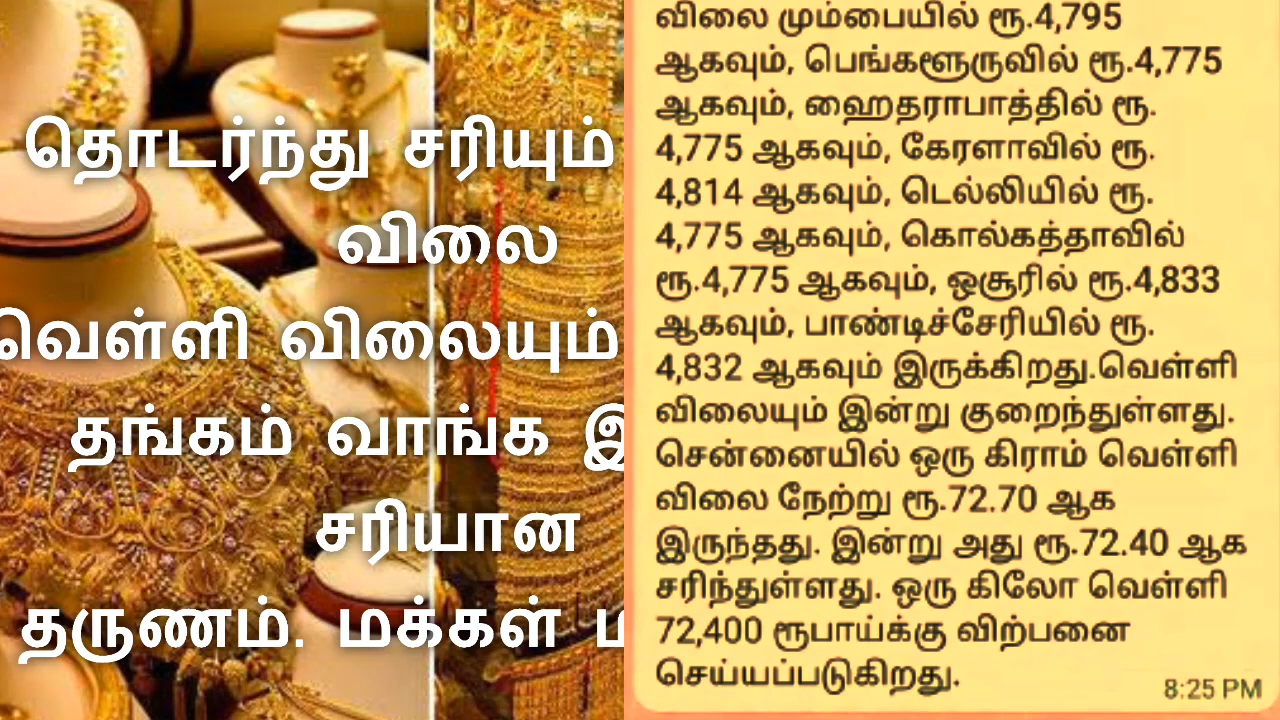 தொடர்ந்து சரியும்
விலை
வெள்ளி விலையும்
தங்கம் வாங்க
சரியான
தருணம். மக்கள்
விலை மும்பையில் ரூ.4,795
ஆகவும், பெங்களூருவில் ரூ.4,775
ஆகவும், ஹைதராபாத்தில் ரூ.
4,775 ஆகவும், கேரளாவில் ரூ.
4,814 ஆகவும், டெல்லியில் ரூ.
4,775 ஆகவும், கொல்கத்தாவில்
ரூ.4,775 ஆகவும், ஒசூரில் ரூ.4,833
ஆகவும், பாண்டிச்சேரியில் ரூ.
4,832 ஆகவும் இருக்கிறது.வெள்ளி
விலையும் இன்று குறைந்துள்ளது.
சென்னையில் ஒரு கிராம் வெள்ளி
விலை நேற்று ரூ.72.70 ஆக
இருந்தது. இன்று அது ரூ.72.40 ஆக
சரிந்துள்ளது. ஒரு கிலோ வெள்ளி
72,400 ரூபாய்க்கு விற்பனை
செய்யப்படுகிறது.
8:25 PM